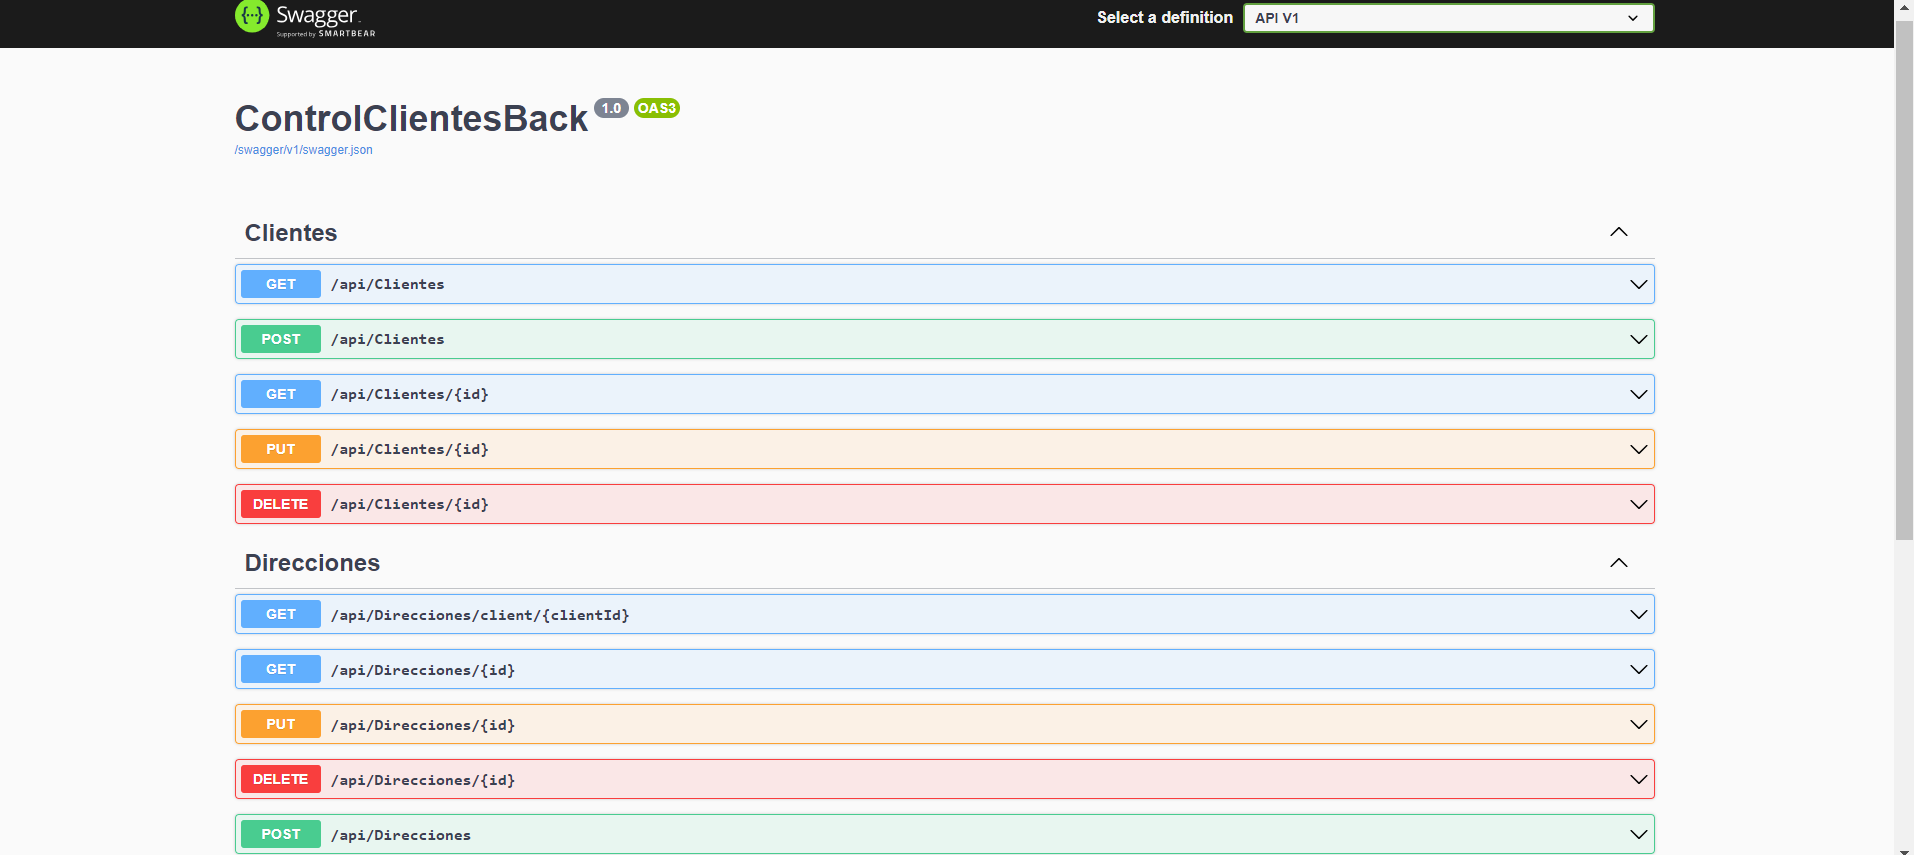 Swagger.
Supported by SMARTBEAR
Select a definition
API V1
ControlClientesBack 1.0 OAS3
/swagger/v1/swagger.json
Clientes
GET /api/Clientes
POST /api/Clientes
GET /api/Clientes/{id}
PUT /api/Clientes/{id}
DELETE /api/Clientes/{id}
Direcciones
GET /api/Direcciones/client/{clientId}
GET /api/Direcciones/{id}
PUT /api/Direcciones/{id}
DELETE /api/Direcciones/{id}
POST /api/Direcciones